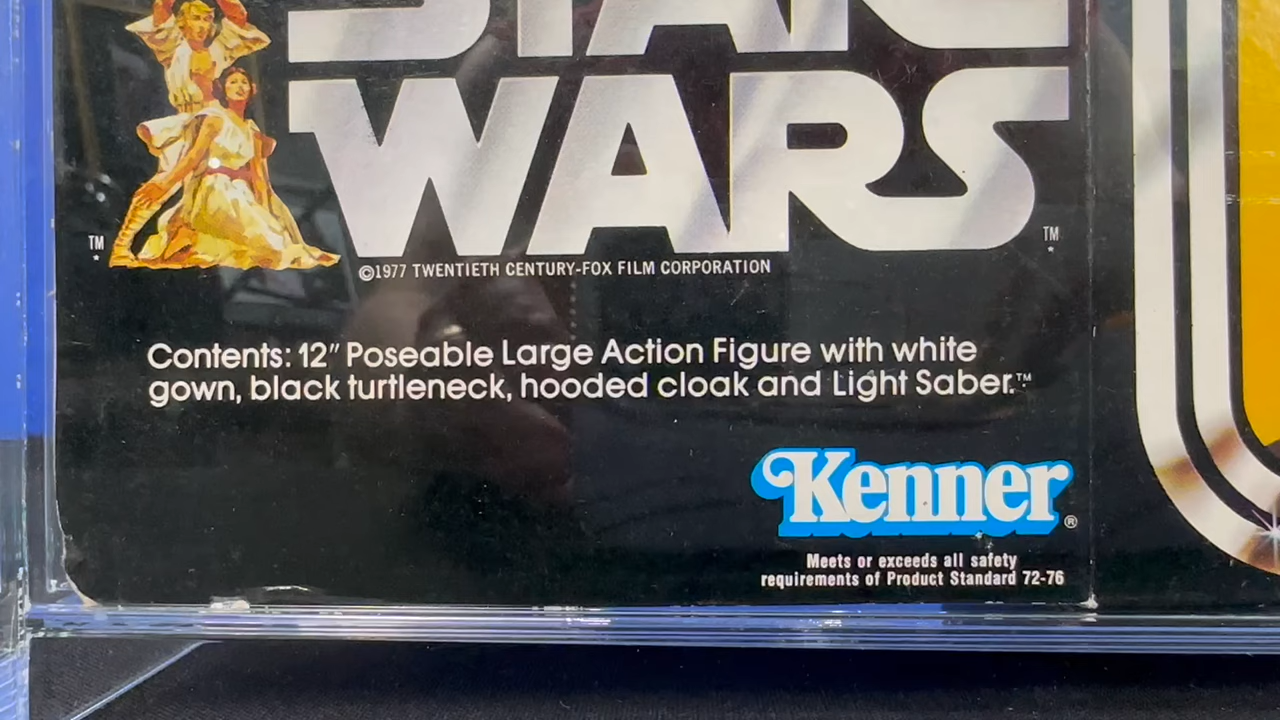 STAR
WARS
TM
*
TM
*
©1977 TWENTIETH CENTURY-FOX FILM CORPORATION
Contents: 12" Poseable Large Action Figure with white
gown, black turtleneck, hooded cloak and Light Saber.™
Kenner®
Meets or exceeds all safety
requirements of Product Standard 72-76